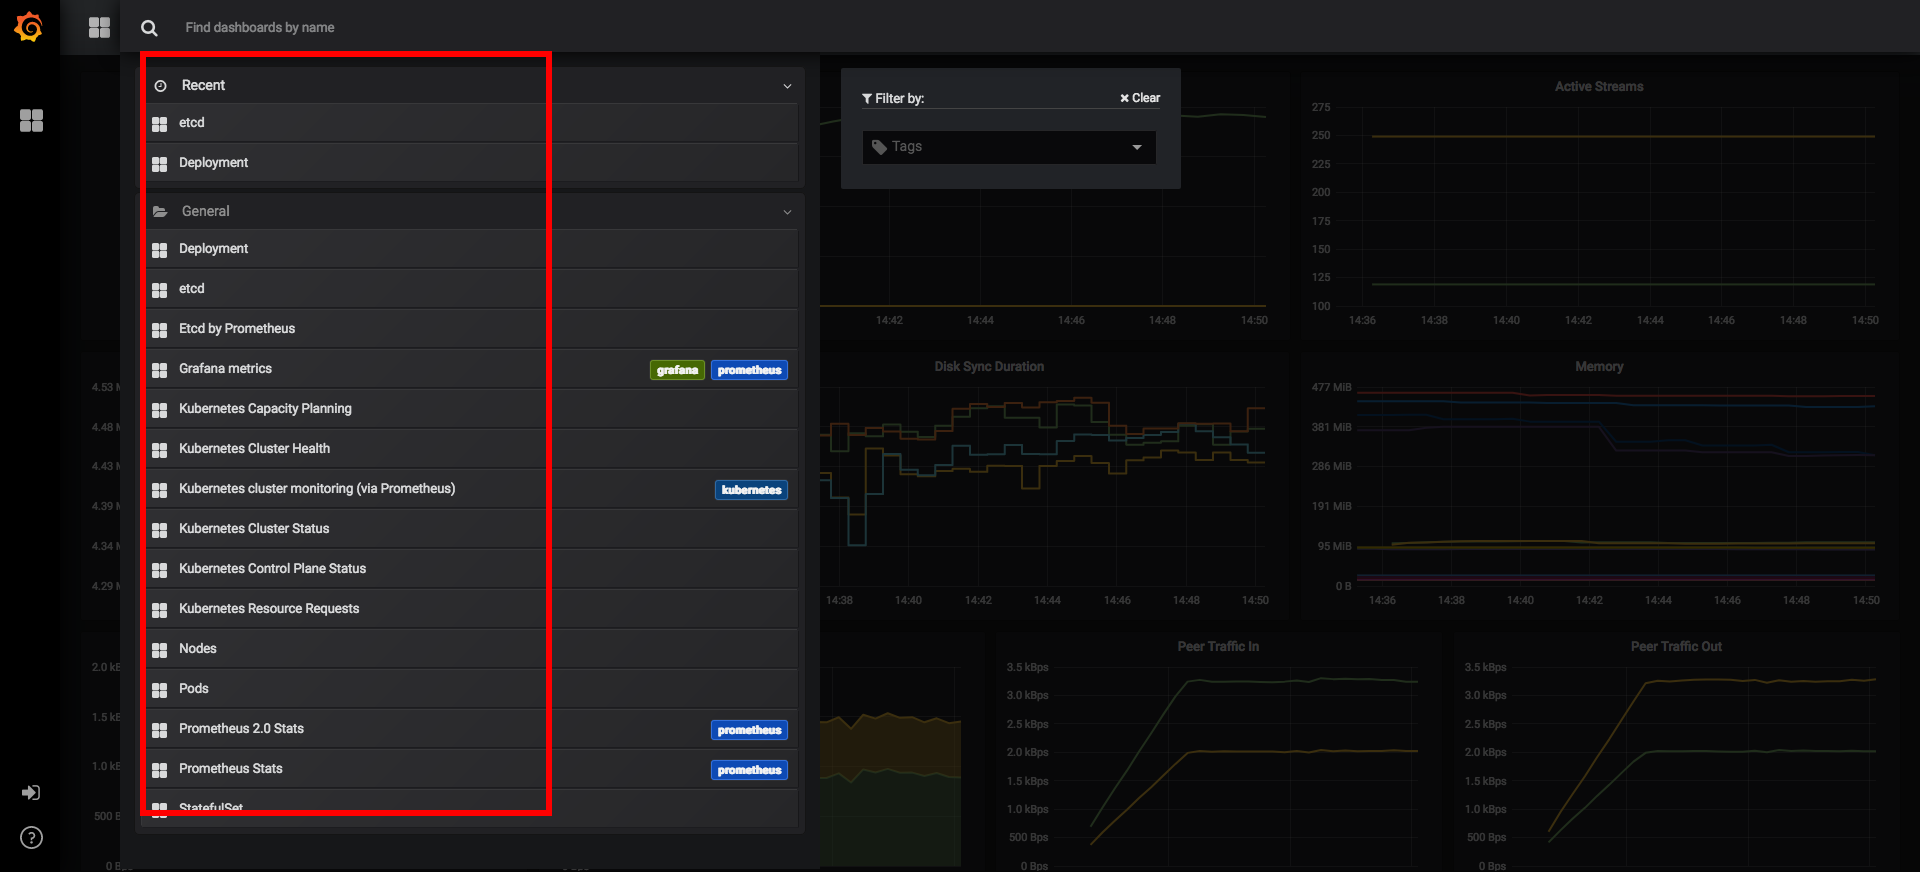 Find dashboards by name
Recent
etcd
Deployment
General
Deployment
etcd
Etcd by Prometheus
Grafana metrics
grafana prometheus
Kubernetes Capacity Planning
Kubernetes Cluster Health
Kubernetes cluster monitoring (via Prometheus)
kubernetes
Kubernetes Cluster Status
Kubernetes Control Plane Status
Kubernetes Resource Requests
Nodes
Pods
Prometheus 2.0 Stats
prometheus
Prometheus Stats
prometheus
StatefulSet
Filter by:
Clear
Tags
14:42 14:44 14:46 14:48 14:50
Active Streams
275
250
225
200
175
150
125
100
14:36 14:38 14:40 14:42 14:44 14:46 14:48 14:50
4.53
4.48
4.43
4.39
4.34
4.29
Disk Sync Duration
14:38 14:40 14:42 14:44 14:46 14:48 14:50
Memory
477 MiB
381 MiB
286 MiB
191 MiB
95 MiB
0 B
14:36 14:38 14:40 14:42 14:44 14:46 14:48 14:50
2.0 kB
1.5 kB
1.0 kB
500 B
0 B
Peer Traffic In
3.5 kBps
3.0 kBps
2.5 kBps
2.0 kBps
1.5 kBps
1.0 kBps
500 Bps
0 Bps
Peer Traffic Out
3.5 kBps
3.0 kBps
2.5 kBps
2.0 kBps
1.5 kBps
1.0 kBps
500 Bps
0 Bps